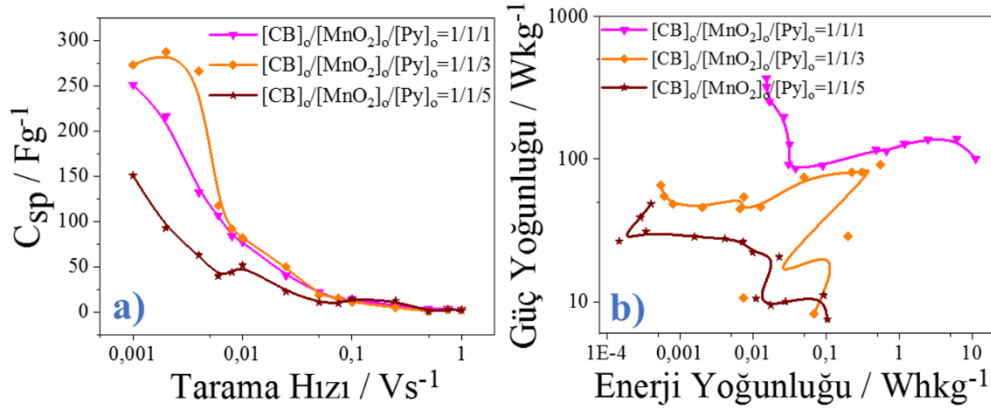 300
250
200
150
100
50
0
Csp / Fg-1
[CB]o/[MnO2]o/[Py]o=1/1/1
[CB]o/[MnO2]o/[Py]o=1/1/3
[CB]o/[MnO2]o/[Py]o=1/1/5
a)
0,001 0,01 0,1 1
Tarama Hızı / Vs-1
1000
100
10
Güç Yoğunluğu / Wkg-1
[CB]o/[MnO2]o/[Py]o=1/1/1
[CB]o/[MnO2]o/[Py]o=1/1/3
[CB]o/[MnO2]o/[Py]o=1/1/5
b)
1E-4 0,001 0,01 0,1 1 10
Enerji Yoğunluğu / Whkg-1